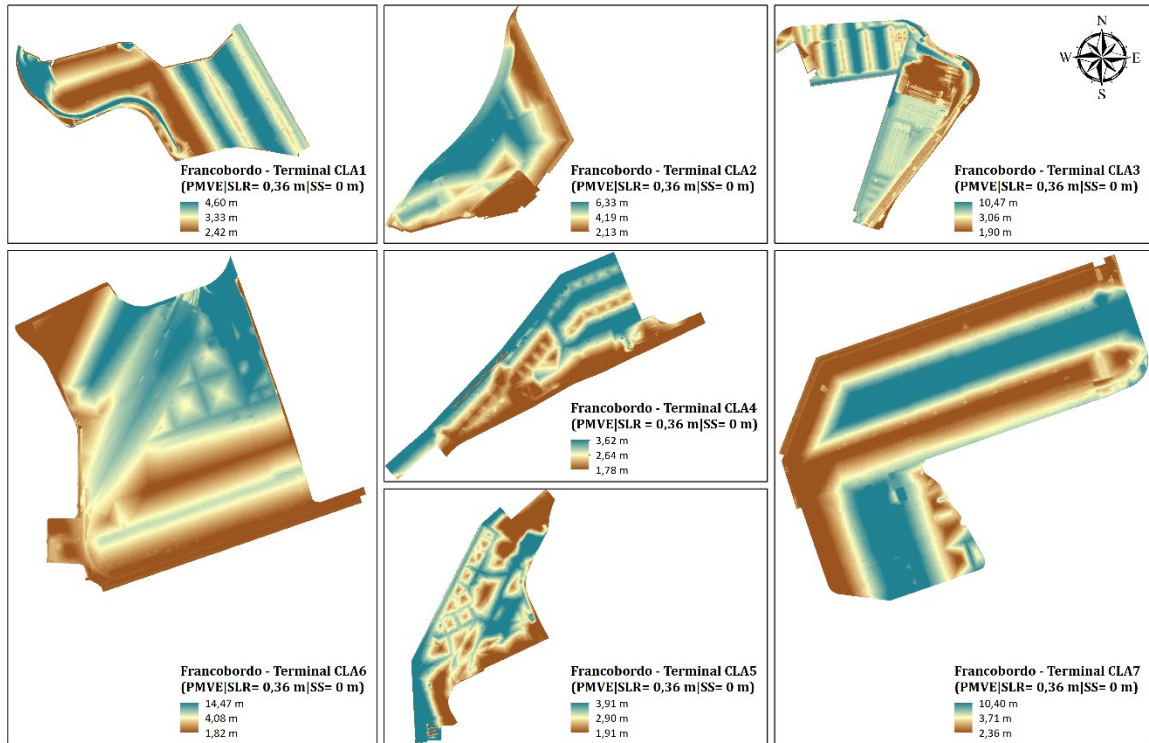 Francobordo - Terminal CLA1
(PMVE|SLR= 0,36 m|SS= 0 m)
4,60 m
3,33 m
2,42 m
Francobordo - Terminal CLA2
(PMVE|SLR= 0,36 m|SS= 0 m)
6,33 m
4,19 m
2,13 m
N
W E
S
Francobordo - Terminal CLA3
(PMVE|SLR= 0,36 m|SS= 0 m)
10,47 m
3,06 m
1,90 m
Francobordo - Terminal CLA6
(PMVE|SLR= 0,36 m|SS= 0 m)
14,47 m
4,08 m
1,82 m
Francobordo - Terminal CLA4
(PMVE|SLR = 0,36 m|SS= 0 m)
3,62 m
2,64 m
1,78 m
Francobordo - Terminal CLA5
(PMVE|SLR= 0,36 m|SS= 0 m)
3,91 m
2,90 m
1,91 m
Francobordo - Terminal CLA7
(PMVE|SLR= 0,36 m|SS= 0 m)
10,40 m
3,71 m
2,36 m